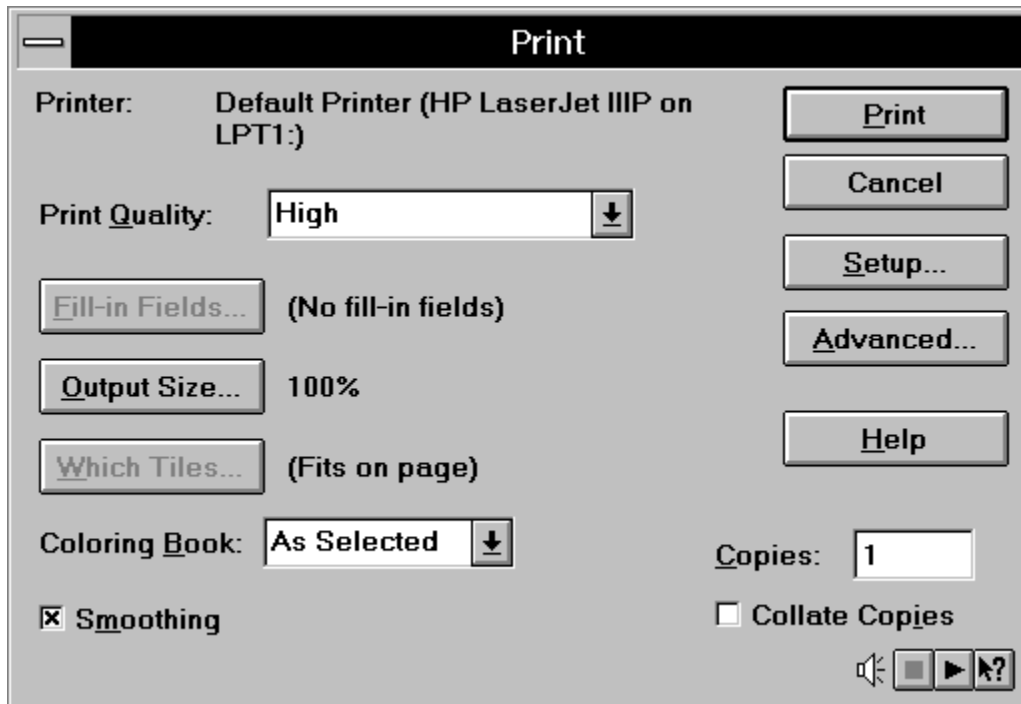 Print
Printer: Default Printer (HP LaserJet IIIP on
LPT1:)
Print
Cancel
Print Quality: High
Setup...
Fill-in Fields... (No fill-in fields)
Advanced...
Output Size... 100%
Help
Which Tiles... (Fits on page)
Coloring Book: As Selected
Copies: 1
Smoothing
Collate Copies
?